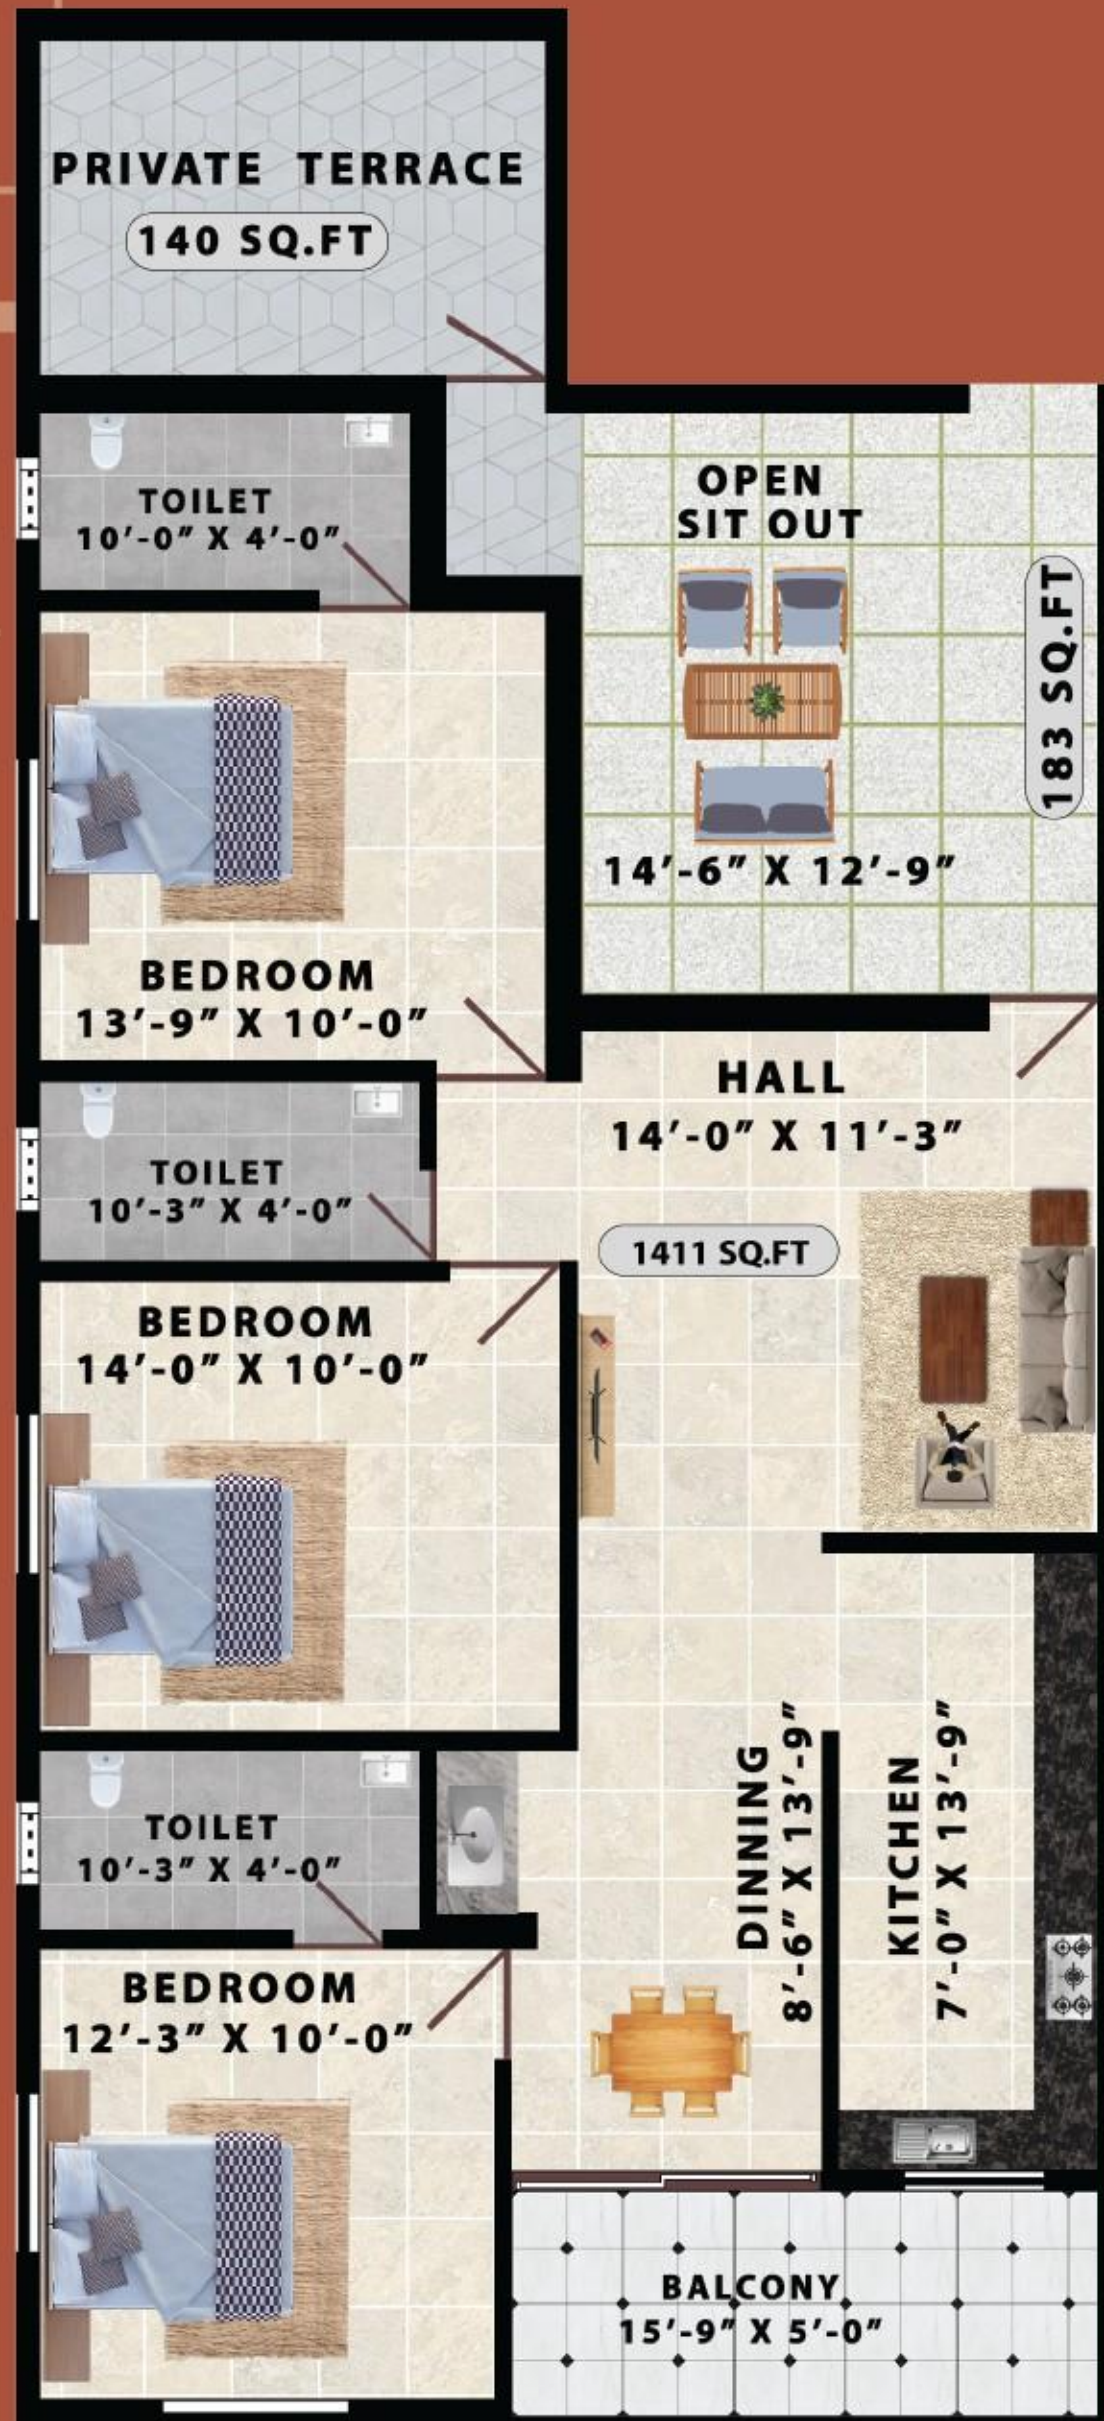 PRIVATE TERRACE
140 SQ.FT
TOILET
10'-0" X 4'-0"
OPEN
SIT OUT
183 SQ.FT
14'-6" X 12'-9"
BEDROOM
13'-9" X 10'-0"
HALL
14'-0" X 11'-3"
TOILET
10'-3" X 4'-0"
1411 SQ.FT
BEDROOM
14'-0" X 10'-0"
DINNING
8'-6" X 13'-9"
KITCHEN
7'-0" X 13'-9"
TOILET
10'-3" X 4'-0"
BEDROOM
12'-3" X 10'-0"
BALCONY
15'-9" X 5'-0"